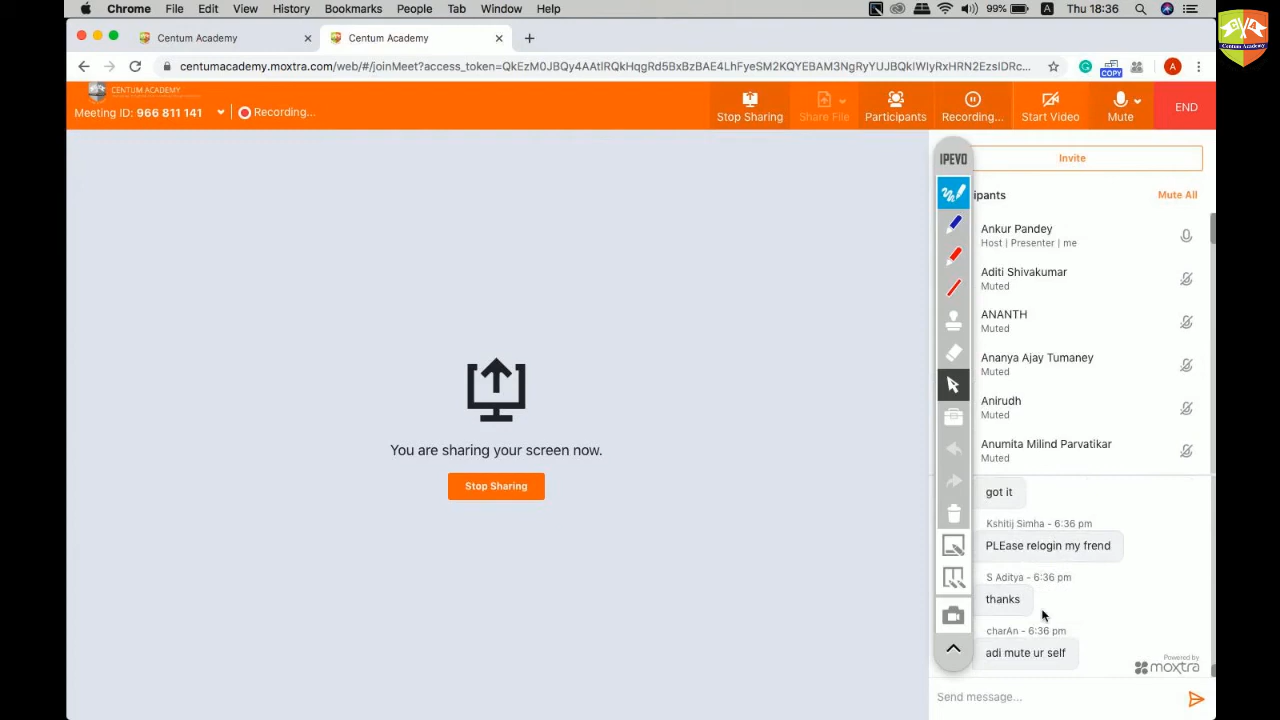 Chrome File Edit View History Bookmarks People Tab Window Help
99% A Thu 18:36
Centum Academy
Centum Academy
centumacademy.moxtra.com/web/#/joinMeet?access_token=QkEzM0JBQy4AAtlRQkHqgRd5BxBzBAE4LhFyeSM2KQYEBAM3NgRyYUJBQkIWIyRxHRN2EzsIDRc...
COPY
A
CENTUM ACADEMY
Meeting ID: 966 811 141
Recording...
Stop Sharing
Share File
Participants
Recording...
Start Video
Mute
END
IPEVO
Invite
ipants
Mute All
Ankur Pandey
Host | Presenter | me
Aditi Shivakumar
Muted
ANANTH
Muted
Ananya Ajay Tumaney
Muted
Anirudh
Muted
Anumita Milind Parvatikar
Muted
You are sharing your screen now.
Stop Sharing
got it
Kshitij Simha - 6:36 pm
PLEase relogin my frend
S Aditya - 6:36 pm
thanks
charAn - 6:36 pm
adi mute ur self
Powered by
moxtra
Send message...
Centum Academy